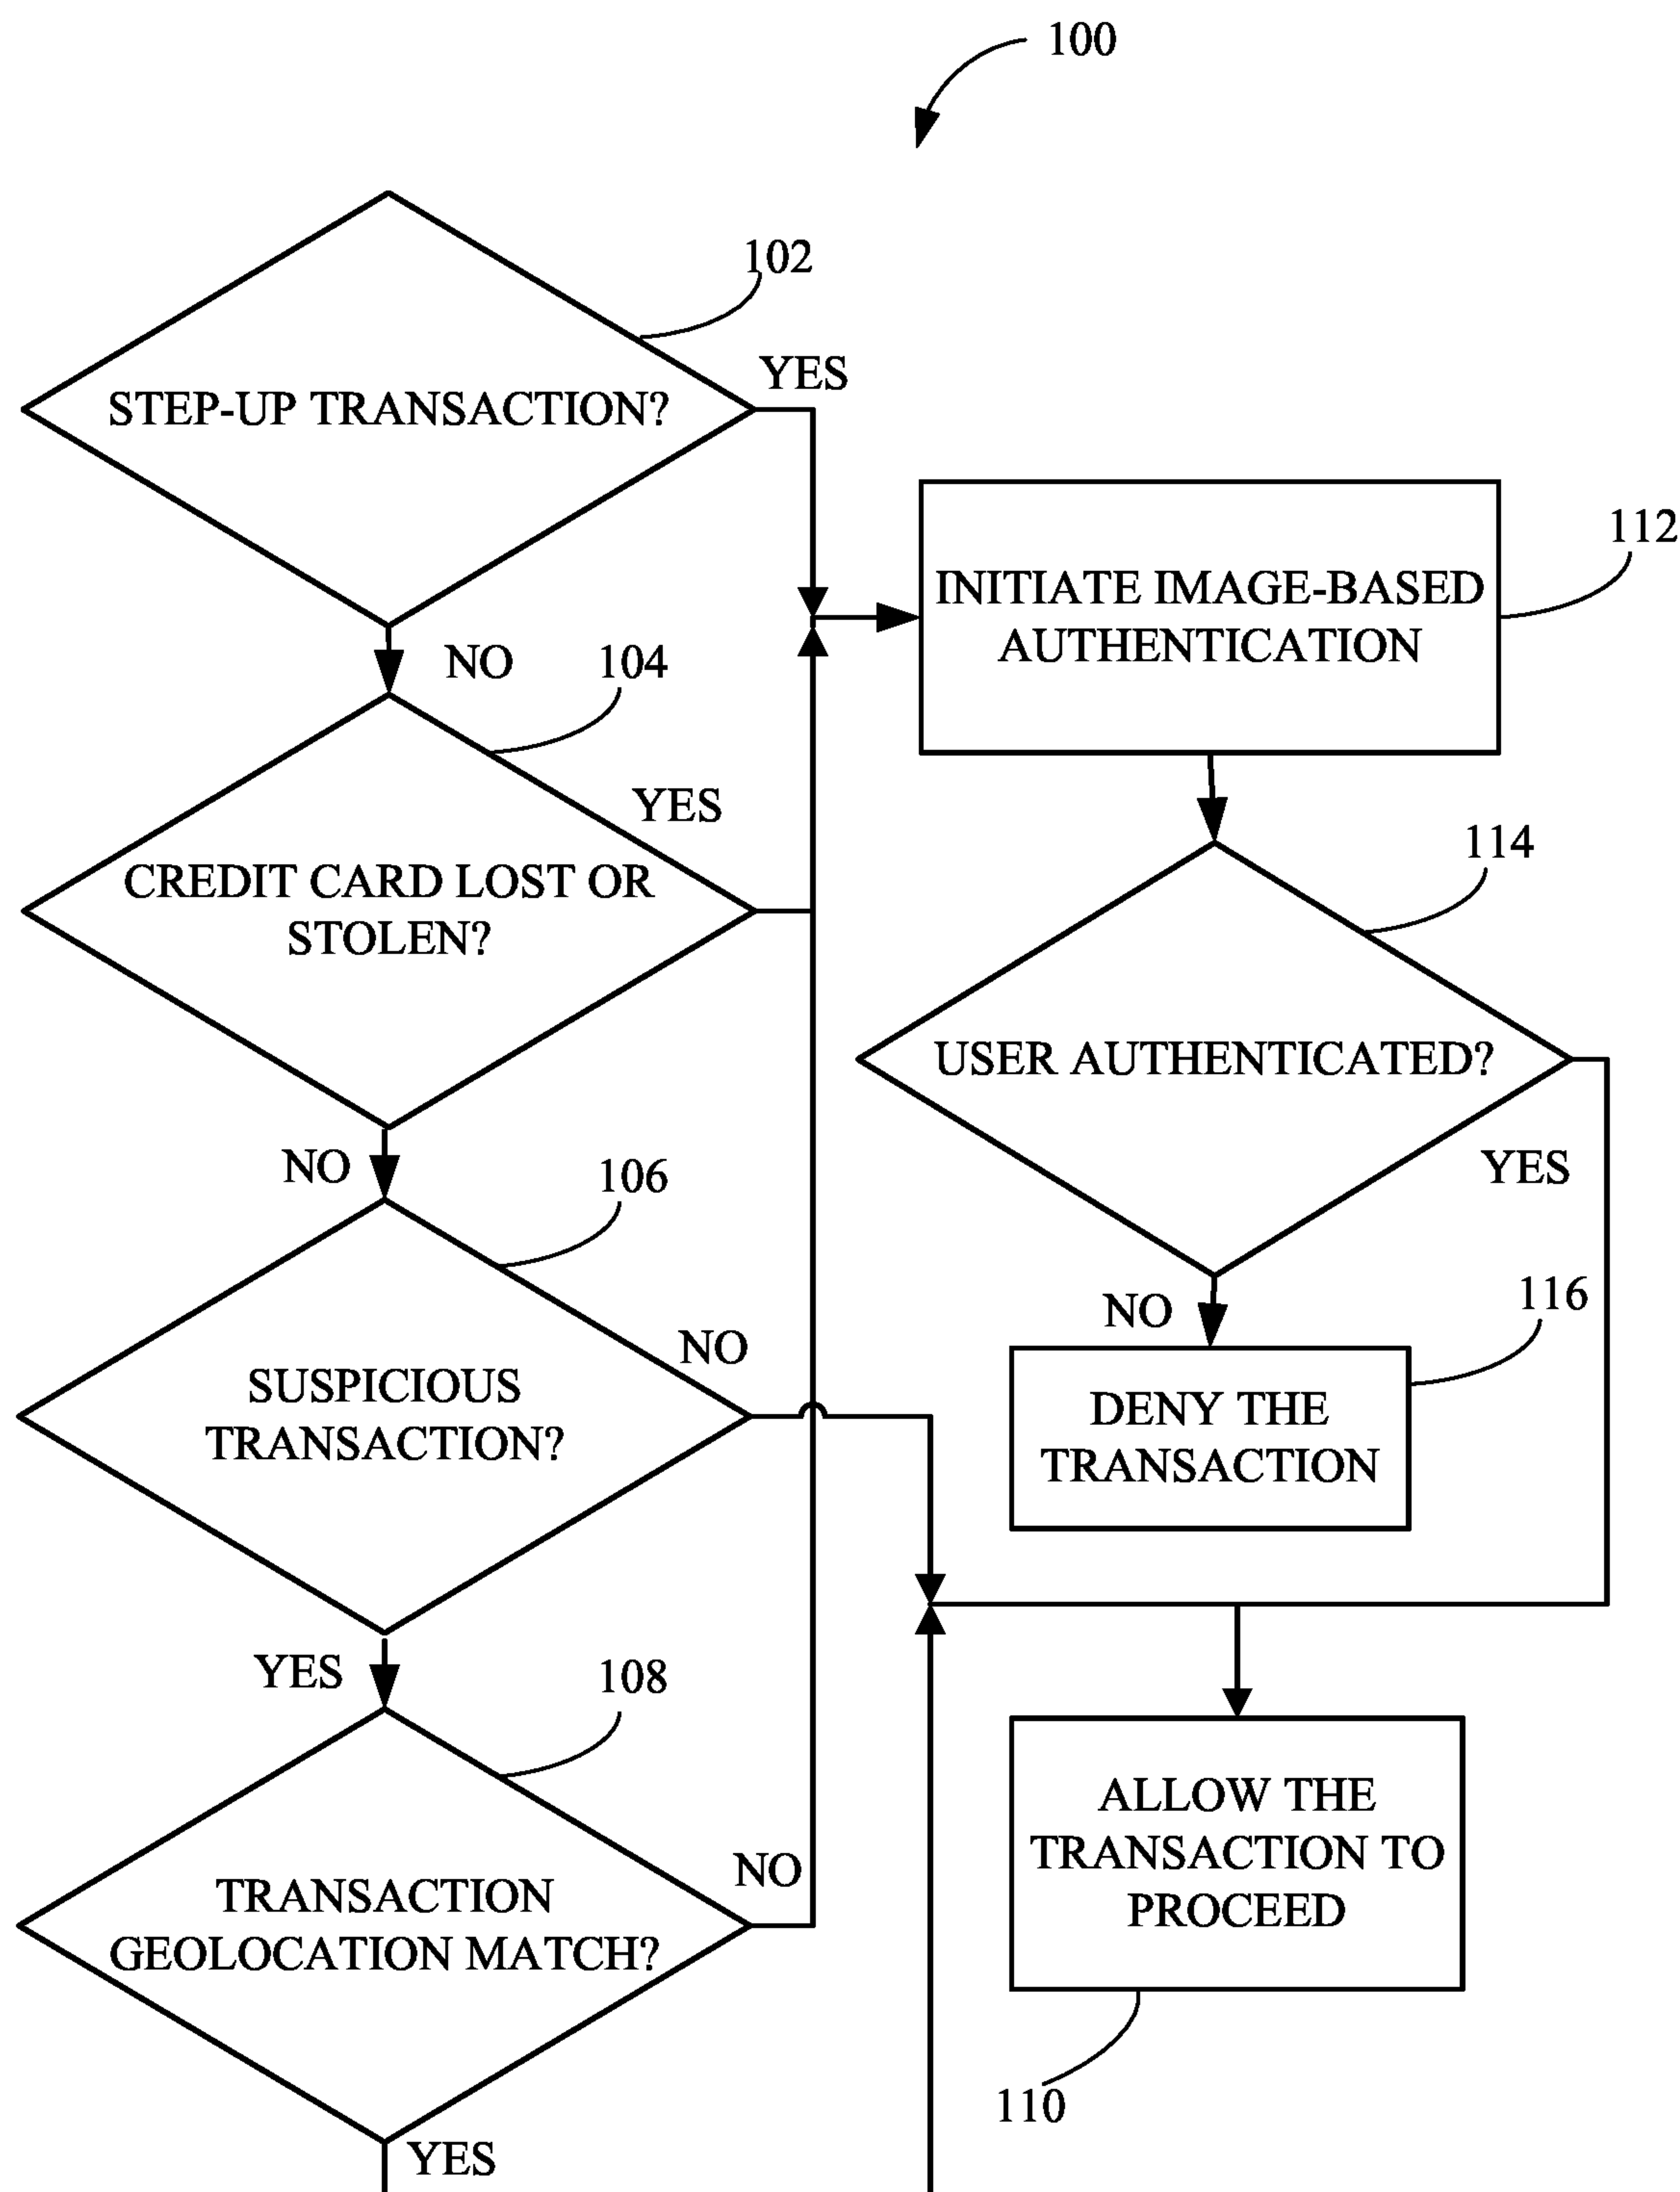 100
102
STEP-UP TRANSACTION?
YES
NO
104
CREDIT CARD LOST OR
STOLEN?
YES
NO
106
SUSPICIOUS
TRANSACTION?
NO
YES
108
TRANSACTION
GEOLOCATION MATCH?
NO
YES
112
INITIATE IMAGE-BASED
AUTHENTICATION
114
USER AUTHENTICATED?
YES
NO
116
DENY THE
TRANSACTION
ALLOW THE
TRANSACTION TO
PROCEED
110